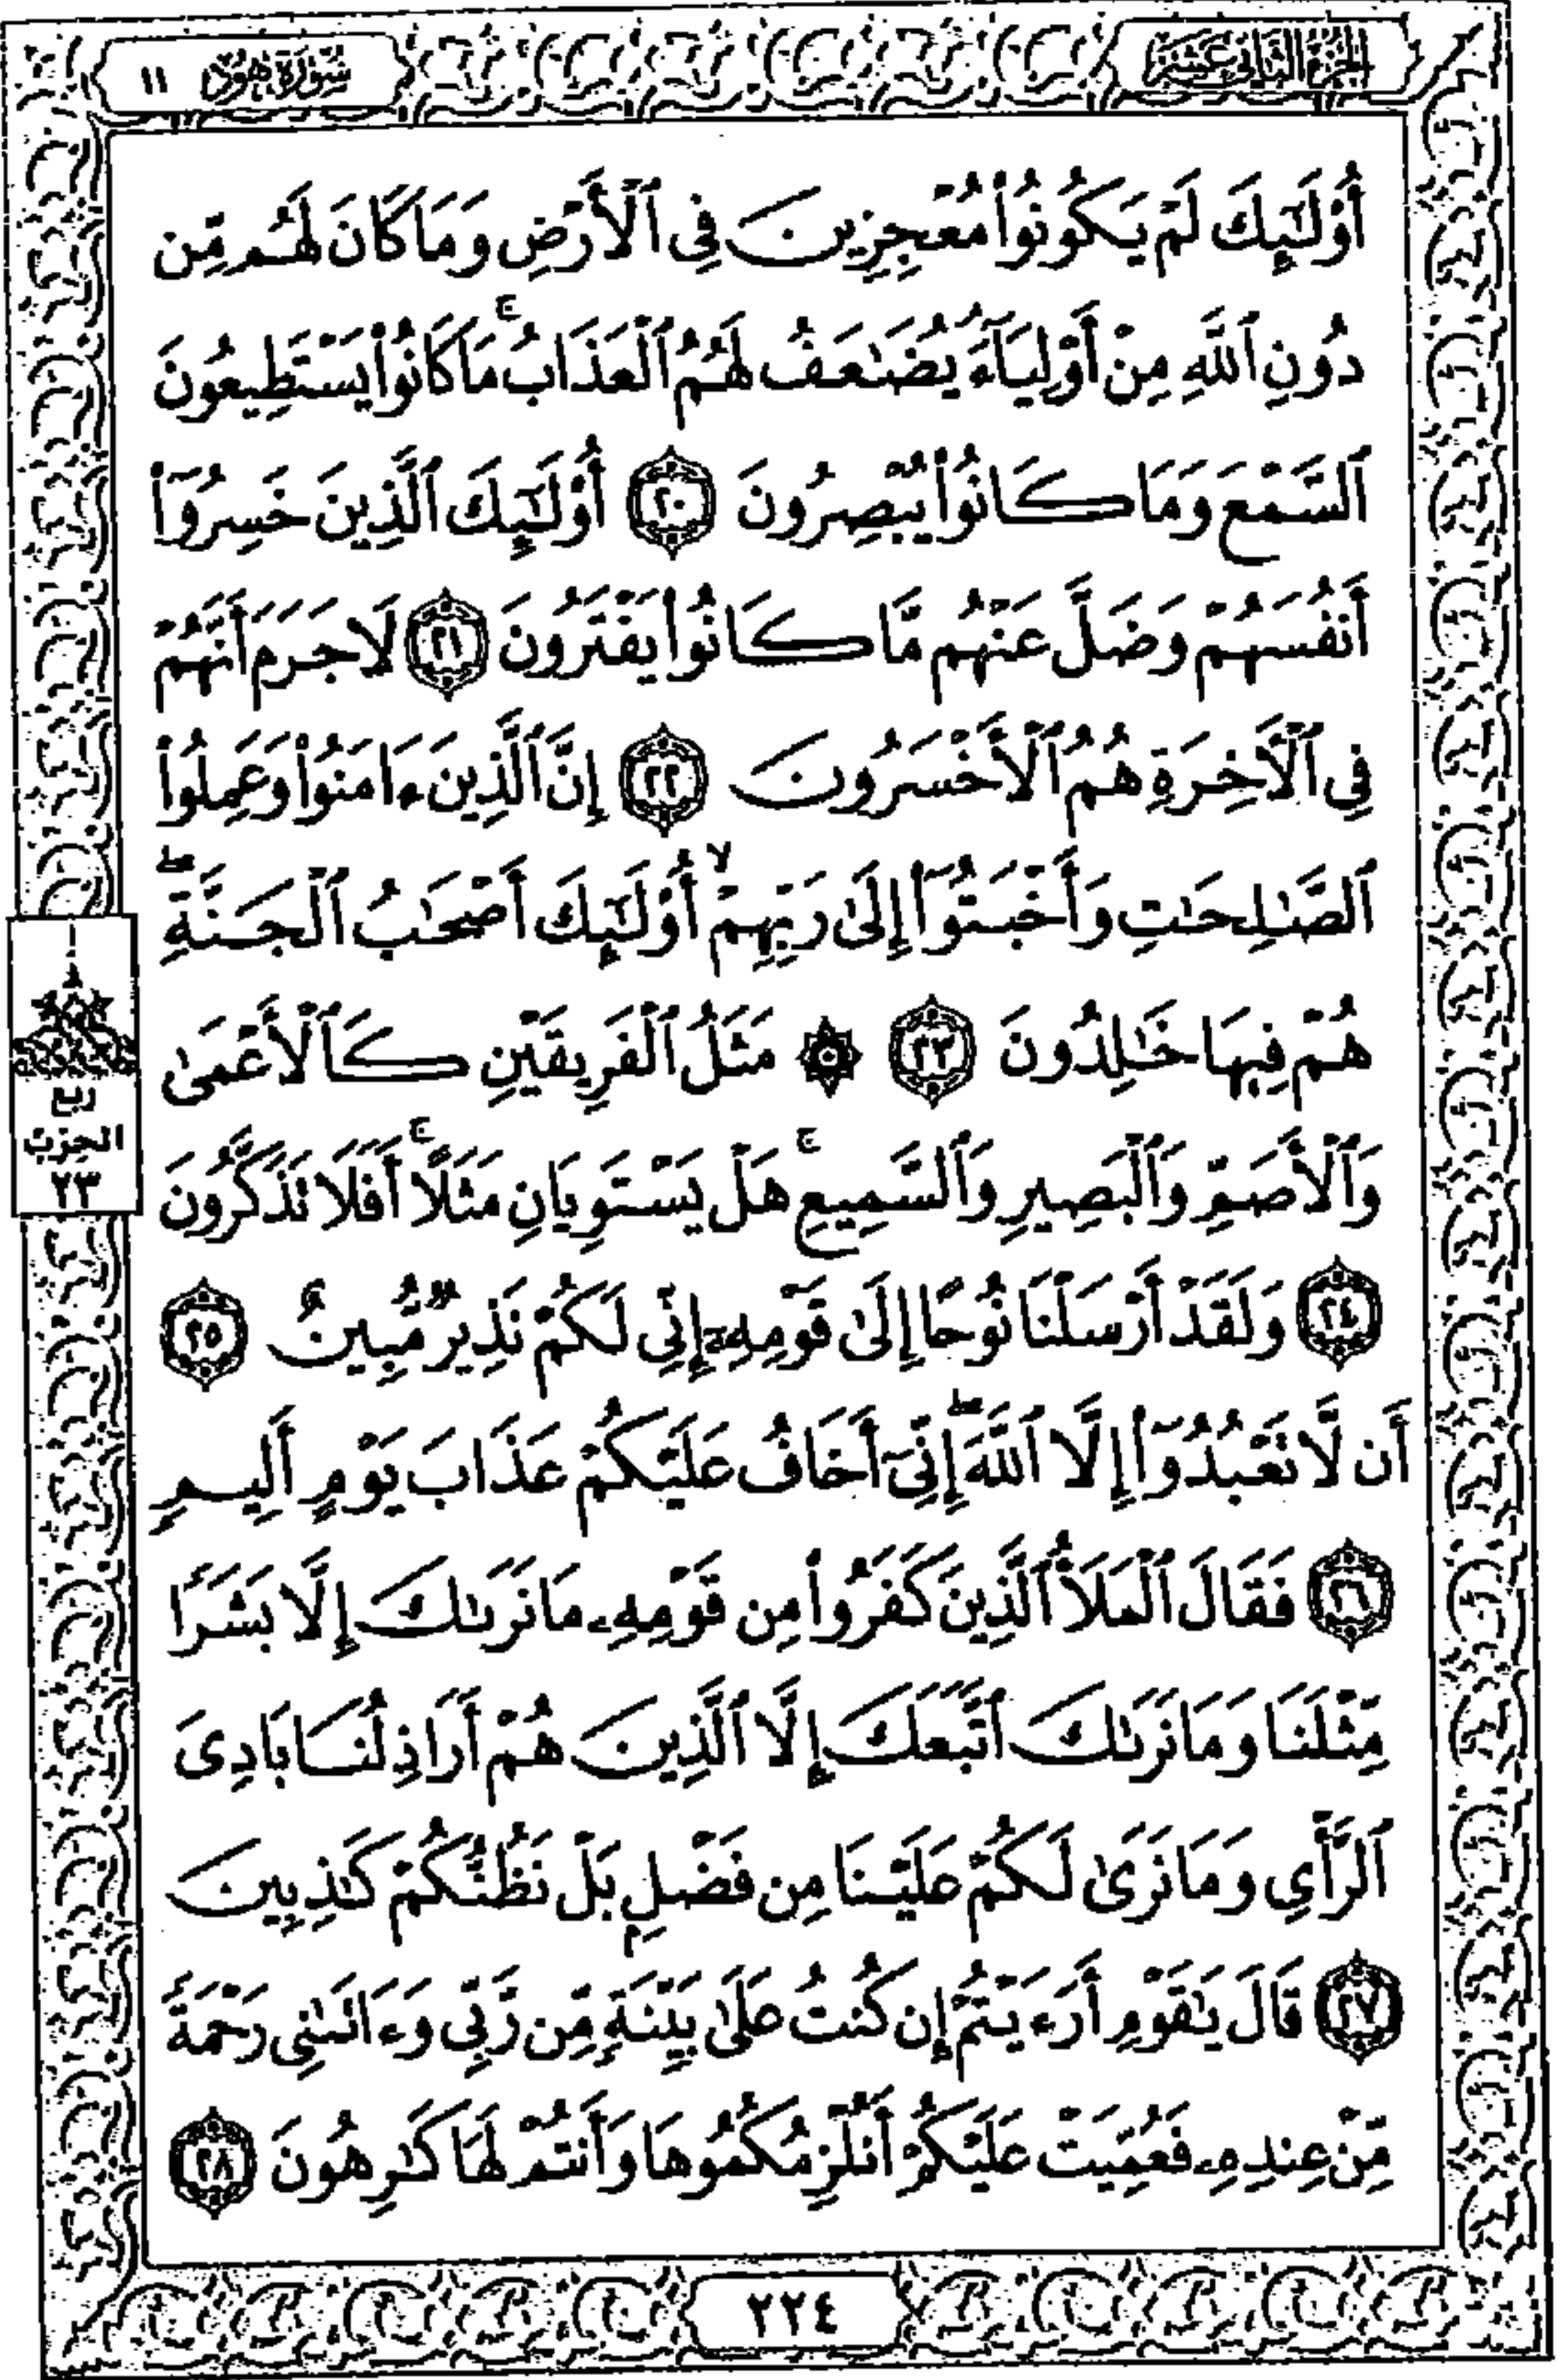 الجزء الثاني عشر
سورة هود ١١
أُوْلَٰٓئِكَ لَمْ يَكُونُوا۟ مُعْجِزِينَ فِى ٱلْأَرْضِ وَمَا كَانَ لَهُم مِّن
دُونِ ٱللَّهِ مِنْ أَوْلِيَآءَ ۘ يُضَٰعَفُ لَهُمُ ٱلْعَذَابُ ۚ مَا كَانُوا۟ يَسْتَطِيعُونَ
ٱلسَّمْعَ وَمَا كَانُوا۟ يُبْصِرُونَ ٢٠ أُوْلَٰٓئِكَ ٱلَّذِينَ خَسِرُوٓا۟
أَنفُسَهُمْ وَضَلَّ عَنْهُم مَّا كَانُوا۟ يَفْتَرُونَ ٢١ لَا جَرَمَ أَنَّهُمْ
فِى ٱلْأَخِرَةِ هُمُ ٱلْأَخْسَرُونَ ٢٢ إِنَّ ٱلَّذِينَ ءَامَنُوا۟ وَعَمِلُوا۟
ٱلصَّٰلِحَٰتِ وَأَخْبَتُوٓا۟ إِلَىٰ رَبِّهِمْ ۙ أُوْلَٰٓئِكَ أَصْحَٰبُ ٱلْجَنَّةِ ۖ
هُمْ فِيهَا خَٰلِدُونَ ٢٣ ۞ مَثَلُ ٱلْفَرِيقَيْنِ كَٱلْأَعْمَىٰ
وَٱلْأَصَمِّ وَٱلْبَصِيرِ وَٱلسَّمِيعِ ۚ هَلْ يَسْتَوِيَانِ مَثَلًا ۚ أَفَلَا تَذَكَّرُونَ
٢٤ وَلَقَدْ أَرْسَلْنَا نُوحًا إِلَىٰ قَوْمِهِۦٓ إِنِّى لَكُمْ نَذِيرٌ مُّبِينٌ ٢٥
أَن لَّا تَعْبُدُوٓا۟ إِلَّا ٱللَّهَ ۖ إِنِّىٓ أَخَافُ عَلَيْكُمْ عَذَابَ يَوْمٍ أَلِيمٍ
٢٦ فَقَالَ ٱلْمَلَأُ ٱلَّذِينَ كَفَرُوا۟ مِن قَوْمِهِۦ مَا نَرَىٰكَ إِلَّا بَشَرًا
مِّثْلَنَا وَمَا نَرَىٰكَ ٱتَّبَعَكَ إِلَّا ٱلَّذِينَ هُمْ أَرَاذِلُنَا بَادِىَ
ٱلرَّأْىِ وَمَا نَرَىٰ لَكُمْ عَلَيْنَا مِن فَضْلٍۭ بَلْ نَظُنُّكُمْ كَٰذِبِينَ
٢٧ قَالَ يَٰقَوْمِ أَرَءَيْتُمْ إِن كُنتُ عَلَىٰ بَيِّنَةٍ مِّن رَّبِّى وَءَاتَىٰنِى رَحْمَةً
مِّنْ عِندِهِۦ فَعُمِّيَتْ عَلَيْكُمْ أَنُلْزِمُكُمُوهَا وَأَنتُمْ لَهَا كَٰرِهُونَ ٢٨
ربع
الحزب
٢٣
٢٢٤